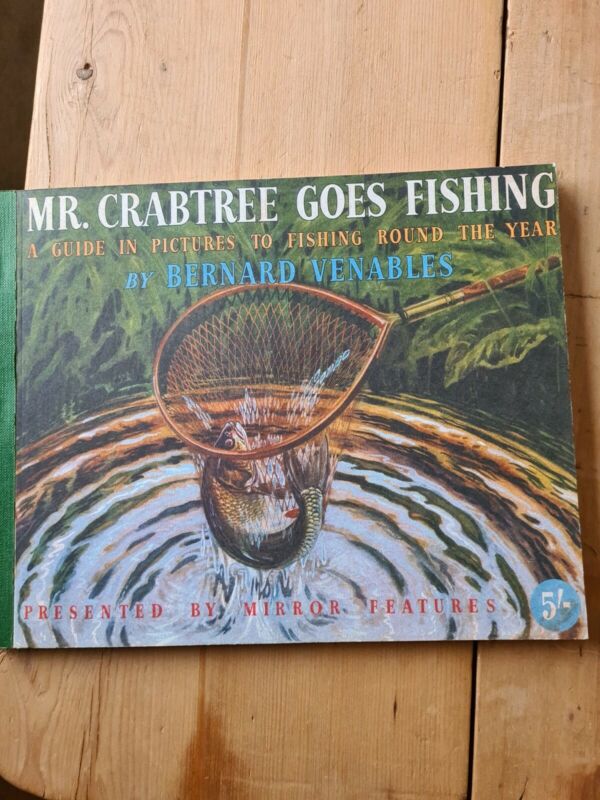 MR. CRABTREE GOES FISHING
A GUIDE IN PICTURES TO FISHING ROUND THE YEAR
BY BERNARD VENABLES
PRESENTED BY MIRROR FEATURES
5/-